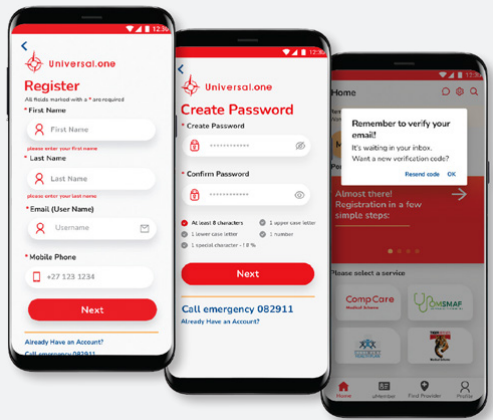 12:30
Universal.one
Register
All fields marked with a * are required
* First Name
First Name
please enter your first name
* Last Name
Last Name
please enter your last name
* Email (User Name)
Username
* Mobile Phone
+27 123 1234
Next
Already Have an Account?
Call emergency 082911
12:30
Universal.one
Create Password
* Create Password
* Confirm Password
At least 8 characters
1 upper case letter
1 lower case letter
1 number
1 special character - ! @ %
Next
Call emergency 082911
Already Have an Account?
Home
Remember to verify your
email!
It's waiting in your inbox.
Want a new verification code?
Resend code OK
Almost there!
Registration in a few
simple steps:
Please select a service
CompCare
UMSMAF
Home
eMember
Find Provider
Profile